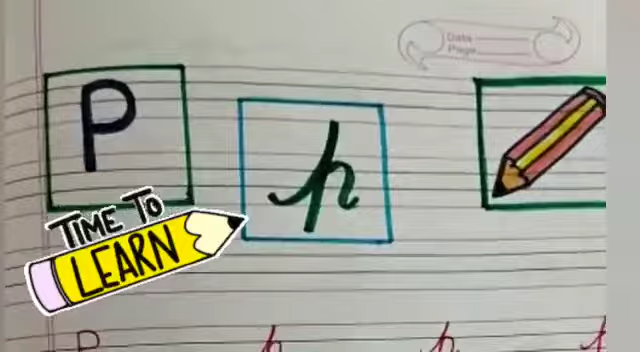 Date
Page
P
p
TIME TO
LEARN
P p p p